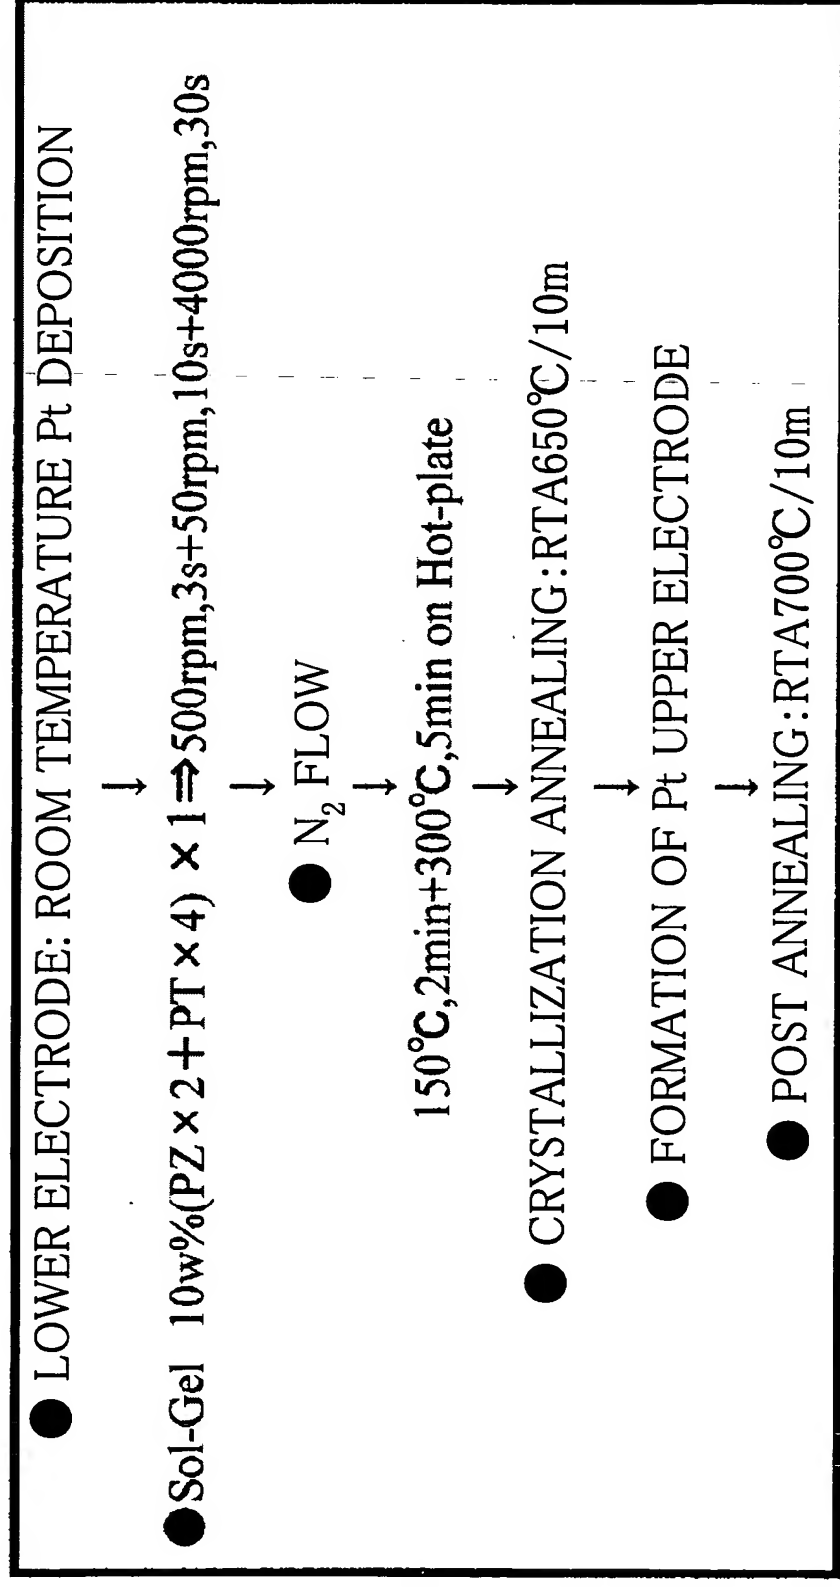 ● LOWER ELECTRODE: ROOM TEMPERATURE Pt DEPOSITION
↓
● Sol-Gel 10w%(PZ×2+PT×4) ×1⇒500rpm,3s+50rpm,10s+4000rpm,30s
↓
● N₂ FLOW
↓
150℃,2min+300℃,5min on Hot-plate
↓
● CRYSTALLIZATION ANNEALING:RTA650℃/10m
↓
● FORMATION OF Pt UPPER ELECTRODE
↓
● POST ANNEALING:RTA700℃/10m